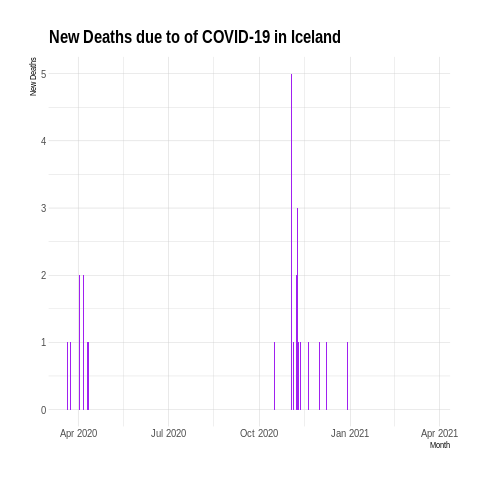 New Deaths due to of COVID-19 in Iceland
New Deaths
5
4
3
2
1
0
Apr 2020 Jul 2020 Oct 2020 Jan 2021 Apr 2021
Month